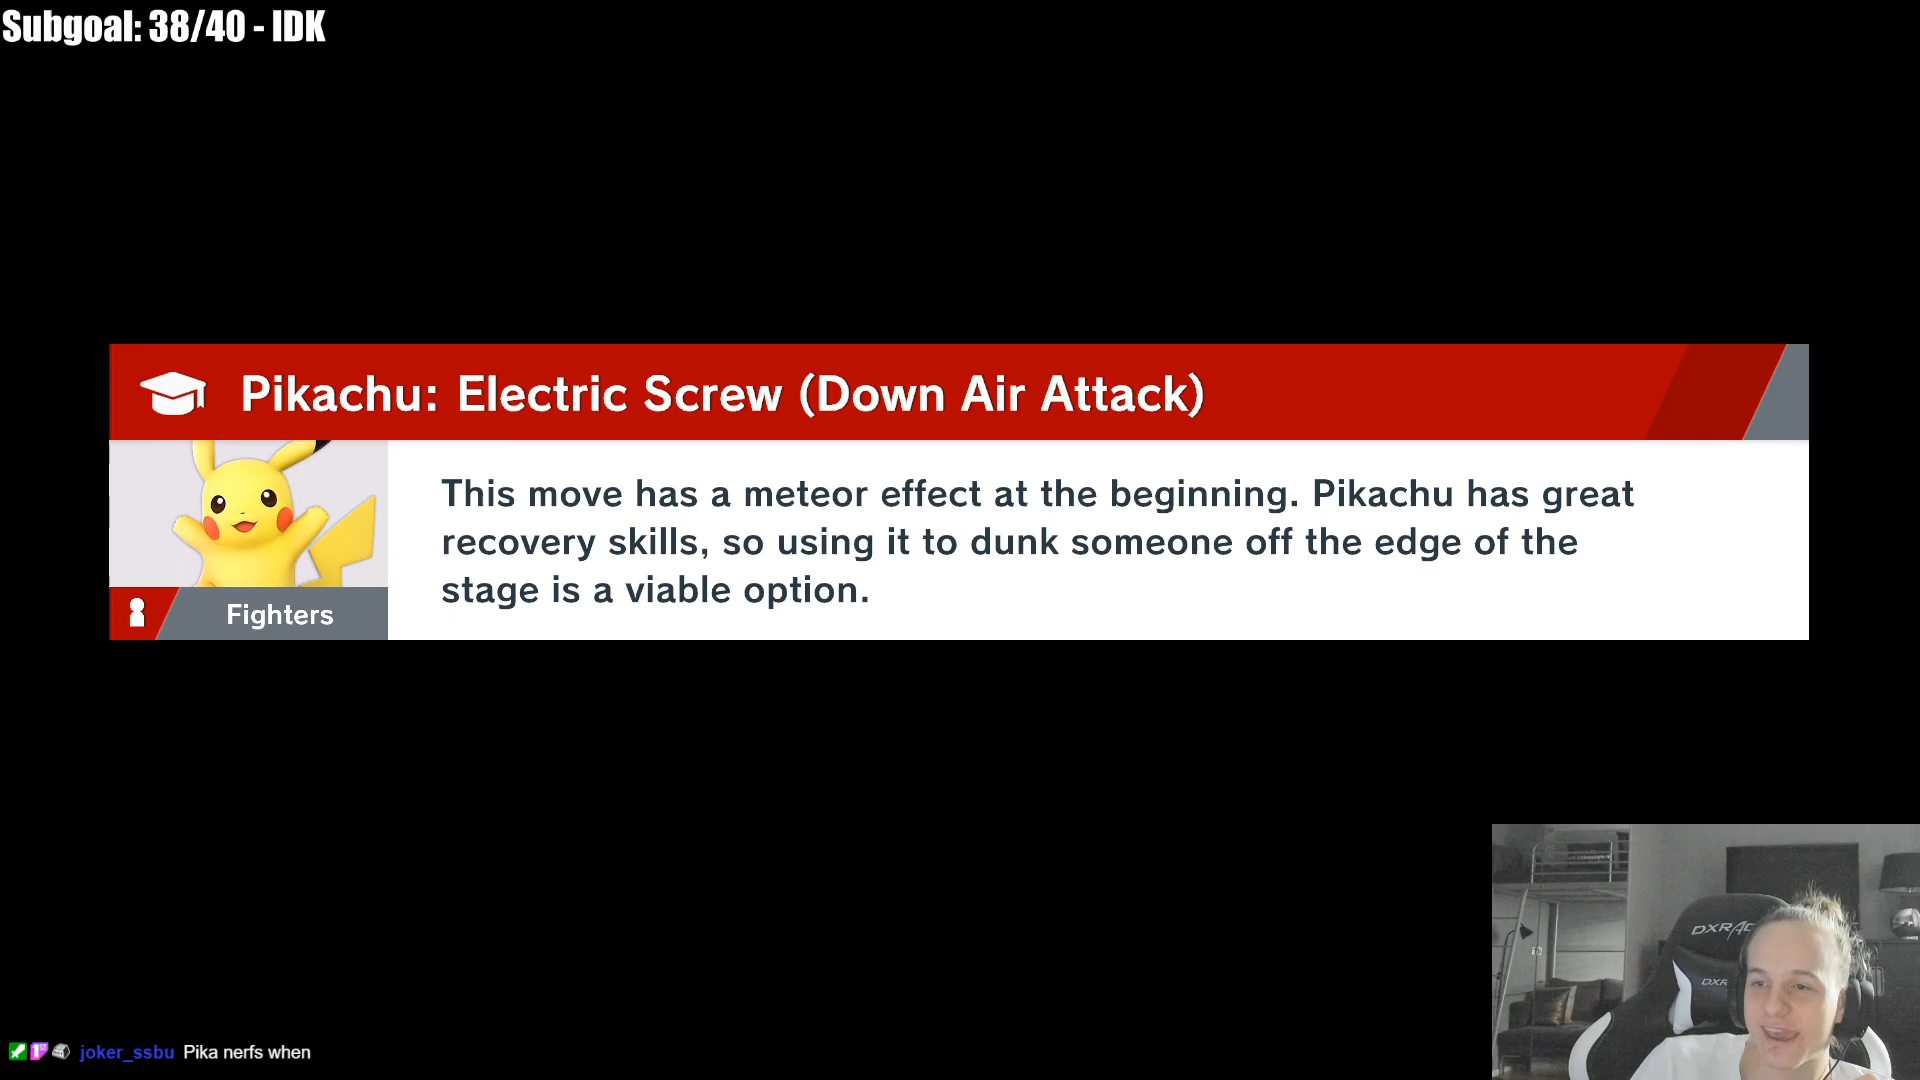 Subgoal: 38/40 - IDK
Pikachu: Electric Screw (Down Air Attack)
This move has a meteor effect at the beginning. Pikachu has great
recovery skills, so using it to dunk someone off the edge of the
stage is a viable option.
Fighters
DXRAC
DXR
joker_ssbu Pika nerfs when